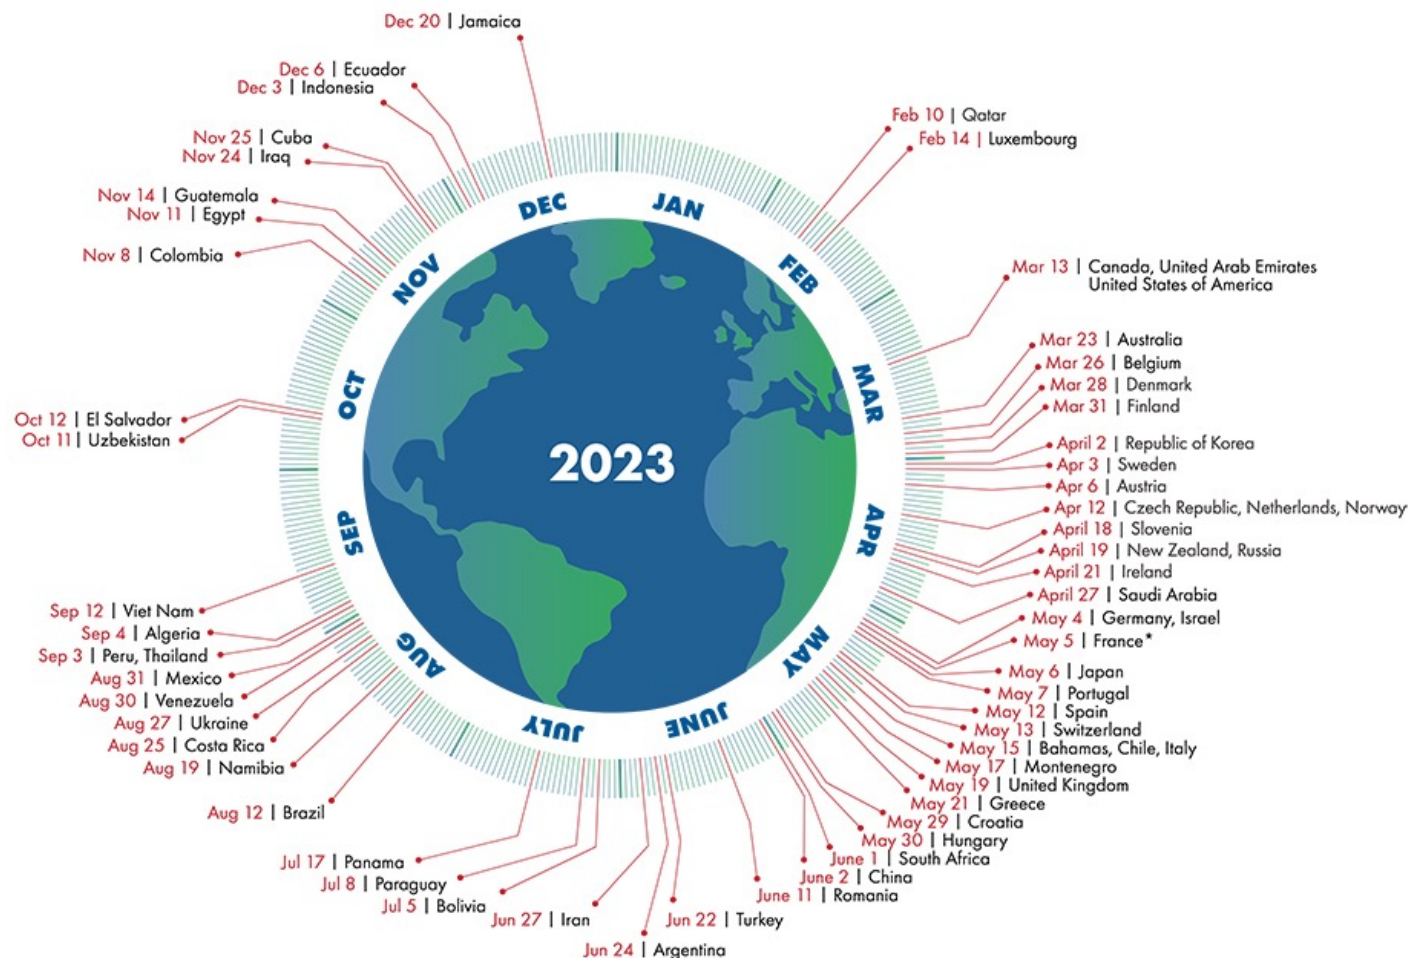 Dec 20 | Jamaica
Dec 6 | Ecuador
Dec 3 | Indonesia
Nov 25 | Cuba
Nov 24 | Iraq
Nov 14 | Guatemala
Nov 11 | Egypt
Nov 8 | Colombia
Oct 12 | El Salvador
Oct 11 | Uzbekistan
Sep 12 | Viet Nam
Sep 4 | Algeria
Sep 3 | Peru, Thailand
Aug 31 | Mexico
Aug 30 | Venezuela
Aug 27 | Ukraine
Aug 25 | Costa Rica
Aug 19 | Namibia
Aug 12 | Brazil
Jul 17 | Panama
Jul 8 | Paraguay
Jul 5 | Bolivia
Jun 27 | Iran
Jun 24 | Argentina
Jun 22 | Turkey
Feb 10 | Qatar
Feb 14 | Luxembourg
Mar 13 | Canada, United Arab Emirates
United States of America
Mar 23 | Australia
Mar 26 | Belgium
Mar 28 | Denmark
Mar 31 | Finland
April 2 | Republic of Korea
Apr 3 | Sweden
Apr 6 | Austria
Apr 12 | Czech Republic, Netherlands, Norway
April 18 | Slovenia
April 19 | New Zealand, Russia
April 21 | Ireland
April 27 | Saudi Arabia
May 4 | Germany, Israel
May 5 | France*
May 6 | Japan
May 7 | Portugal
May 12 | Spain
May 13 | Switzerland
May 15 | Bahamas, Chile, Italy
May 17 | Montenegro
May 19 | United Kingdom
May 21 | Greece
May 29 | Croatia
May 30 | Hungary
June 1 | South Africa
June 2 | China
June 11 | Romania
JAN
FEB
MAR
APR
MAY
JUNE
JULY
AUG
SEP
OCT
NOV
DEC
2023